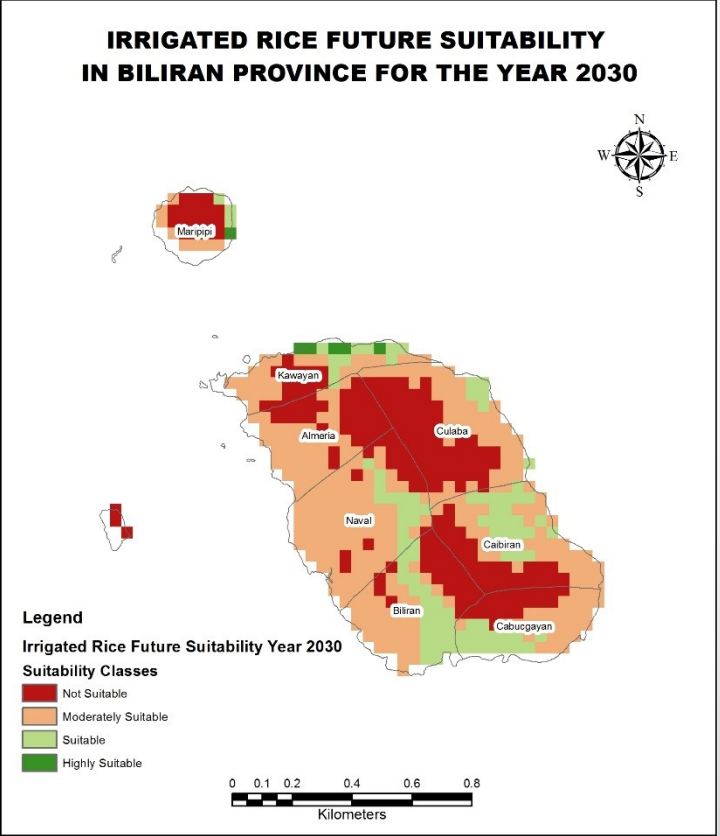 IRRIGATED RICE FUTURE SUITABILITY
IN BILIRAN PROVINCE FOR THE YEAR 2030
N
W E
S
Maripipi
Kawayan
Almeria
Culaba
Naval
Caibiran
Biliran
Cabucgayan
Legend
Irrigated Rice Future Suitability Year 2030
Suitability Classes
Not Suitable
Moderately Suitable
Suitable
Highly Suitable
0 0.1 0.2 0.4 0.6 0.8
Kilometers